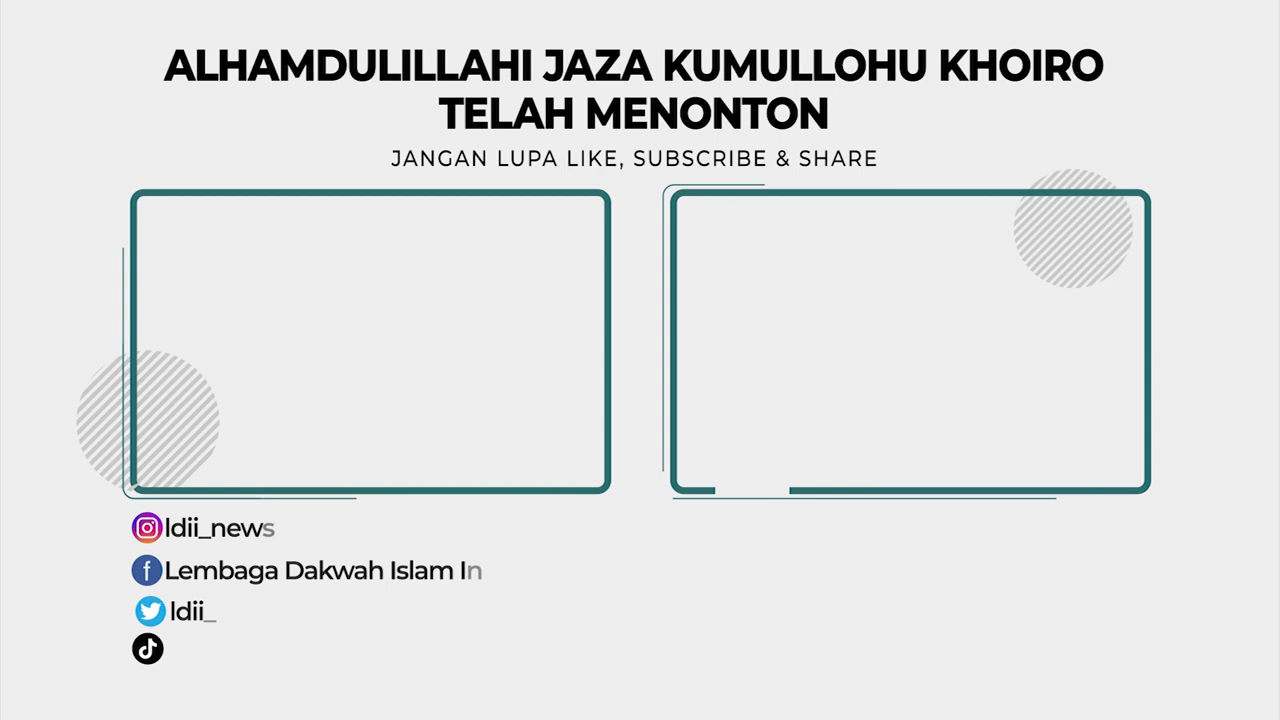 ALHAMDULILLAHI JAZA KUMULLOHU KHOIRO
TELAH MENONTON
JANGAN LUPA LIKE, SUBSCRIBE & SHARE
ldii_news
Lembaga Dakwah Islam In
ldii_